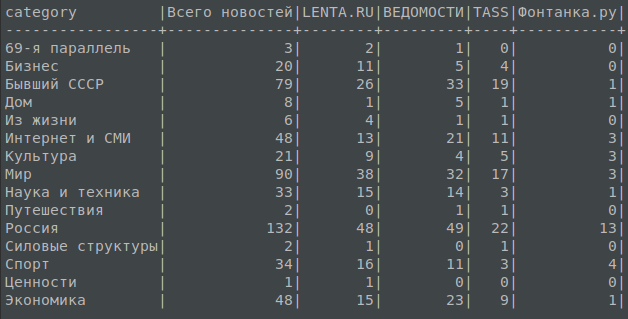 category |Всего новостей|LENTA.RU|ВЕДОМОСТИ|TASS|Фонтанка.ру|
-----------------+--------------+--------+---------+----+-----------+
69-я параллель | 3| 2| 1| 0| 0|
Бизнес | 20| 11| 5| 4| 0|
Бывший СССР | 79| 26| 33| 19| 1|
Дом | 8| 1| 5| 1| 1|
Из жизни | 6| 4| 1| 1| 0|
Интернет и СМИ | 48| 13| 21| 11| 3|
Культура | 21| 9| 4| 5| 3|
Мир | 90| 38| 32| 17| 3|
Наука и техника | 33| 15| 14| 3| 1|
Путешествия | 2| 0| 1| 1| 0|
Россия | 132| 48| 49| 22| 13|
Силовые структуры| 2| 1| 0| 1| 0|
Спорт | 34| 16| 11| 3| 4|
Ценности | 1| 1| 0| 0| 0|
Экономика | 48| 15| 23| 9| 1|